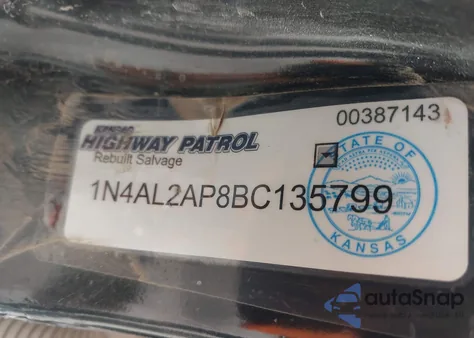 KANSAS
HIGHWAY PATROL
Rebuilt Salvage
00387143
1N4AL2AP8BC135799
STATE OF
KANSAS
autaSnap